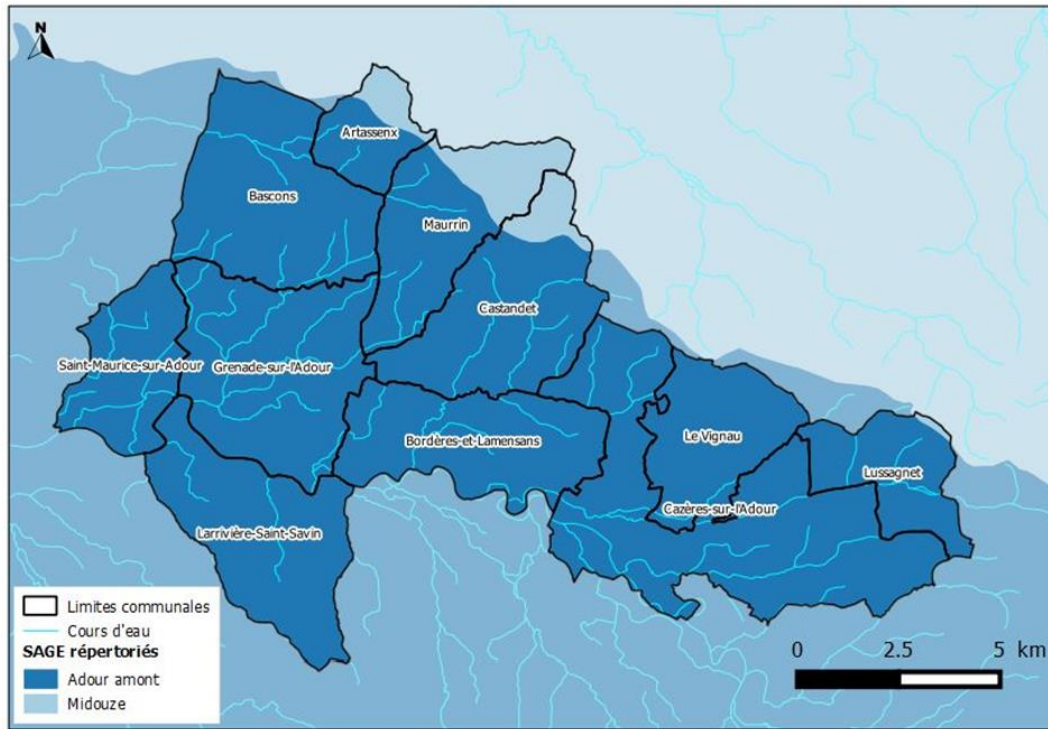 N
Artassenx
Bascons
Maurrin
Castandet
Saint-Maurice-sur-Adour
Grenade-sur-l'Adour
Bordères-et-Lamensans
Le Vignau
Lussagnet
Cazères-sur-l'Adour
Larrivière-Saint-Savin
Limites communales
Cours d'eau
SAGE répertoriés
Adour amont
Midouze
0 2.5 5 km